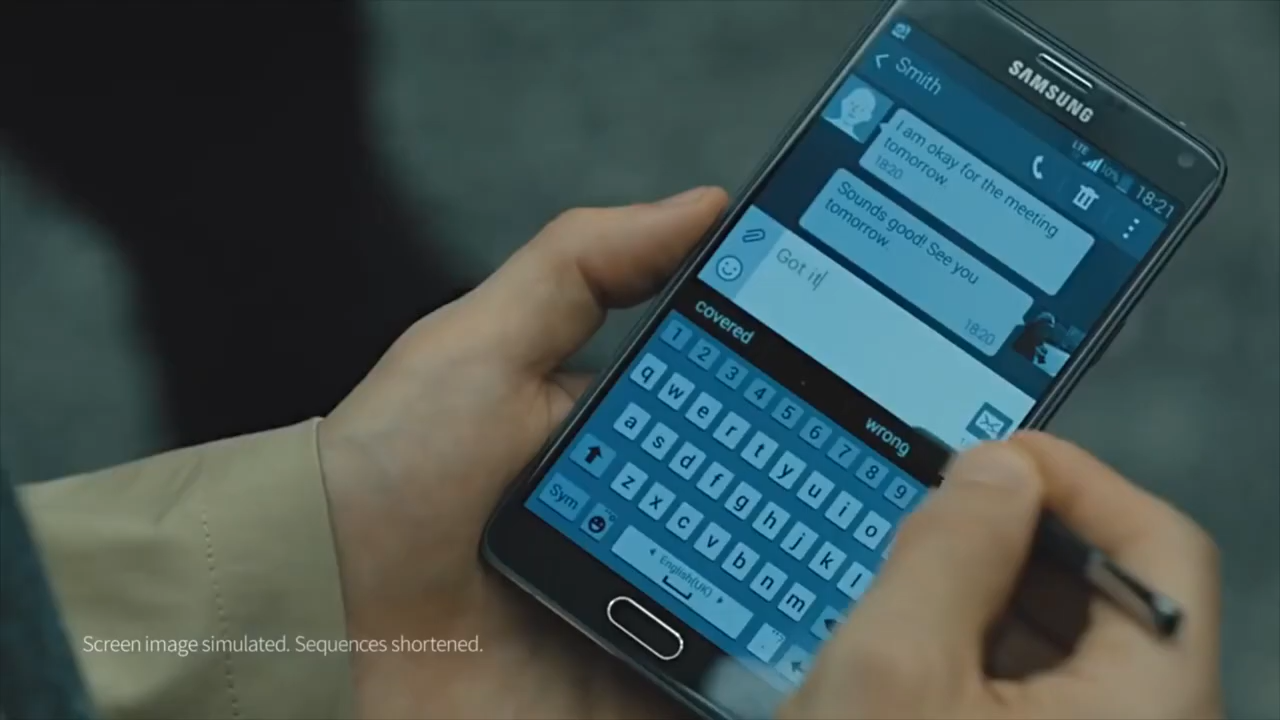 SAMSUNG
Smith
LTE
10%
18:21
I am okay for the meeting
tomorrow.
18:20
Sounds good! See you
tomorrow.
18:20
Got it
covered
wrong
1 2 3 4 5 6 7 8 9
q w e r t y u i o
a s d f g h j k l
z x c v b n m
Sym
English(UK)
Screen image simulated. Sequences shortened.